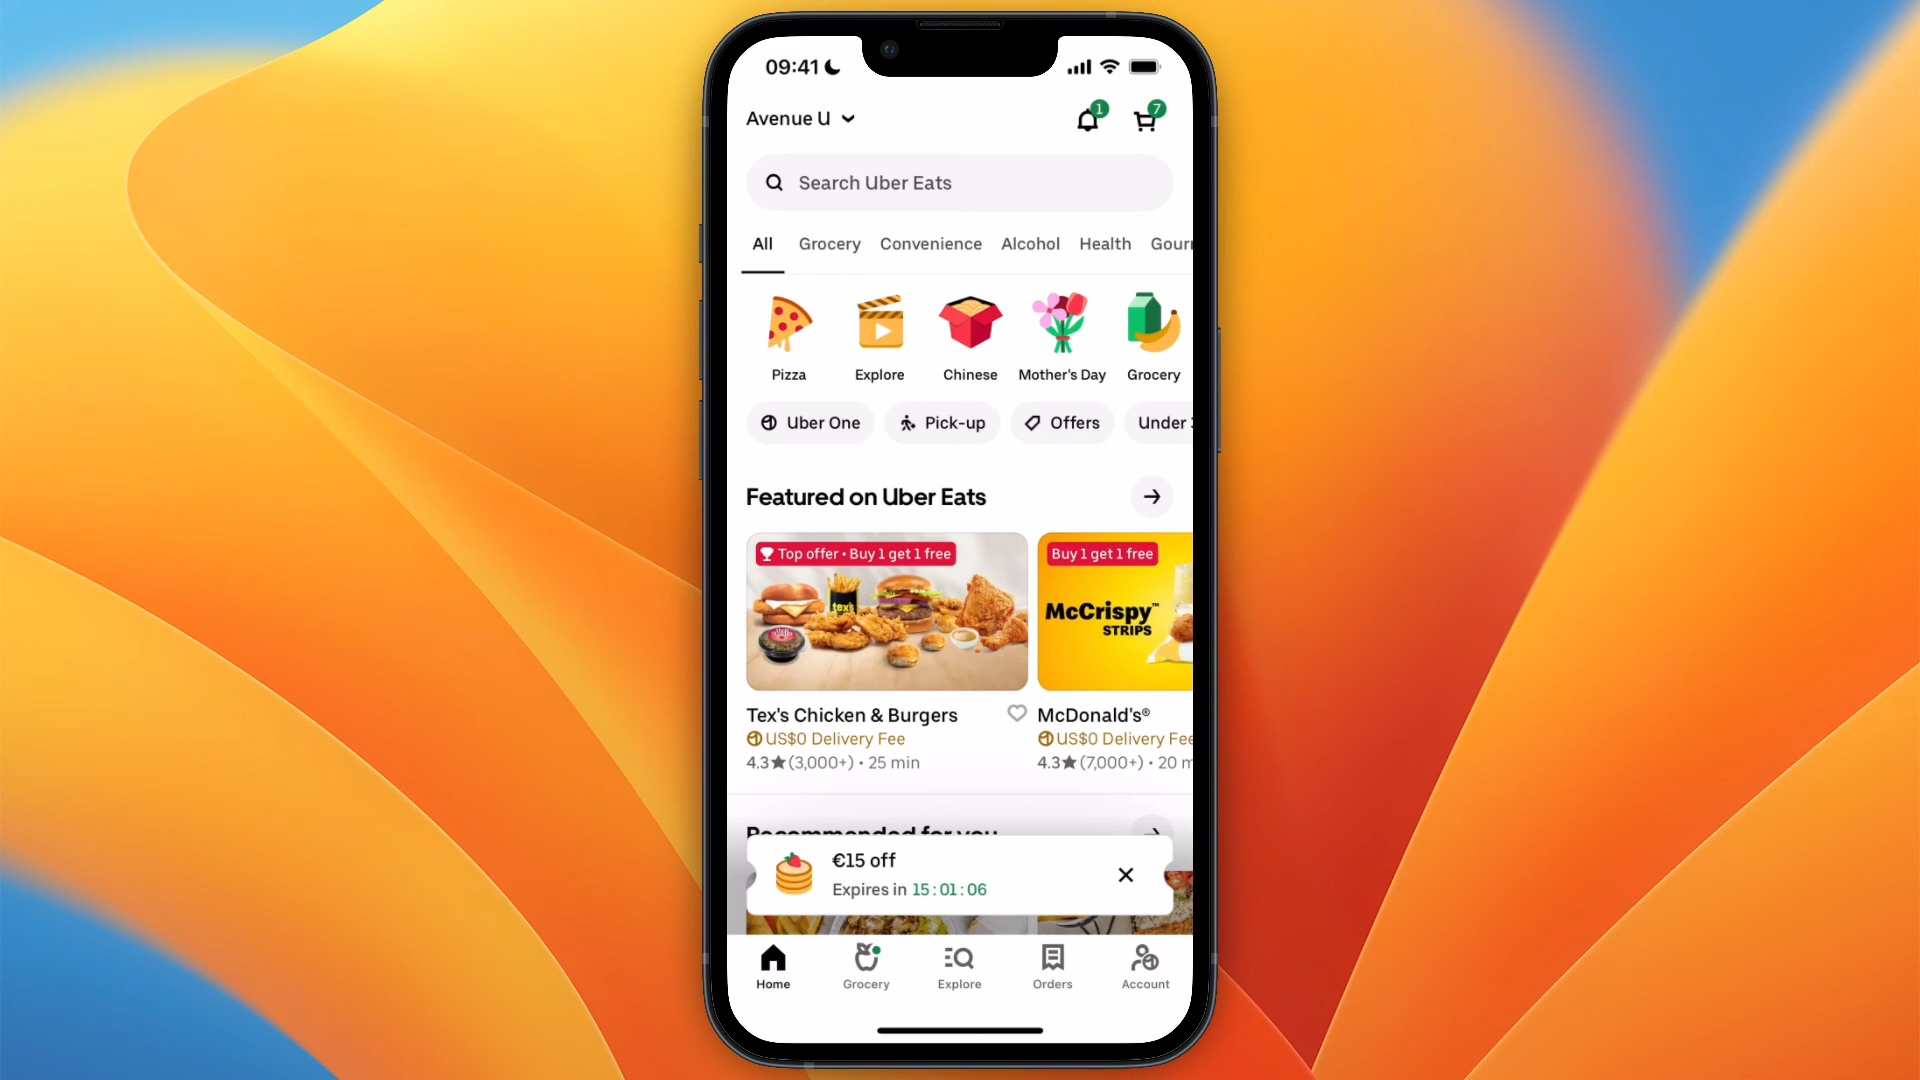 09:41
Avenue U
1
7
Search Uber Eats
All Grocery Convenience Alcohol Health Gour
Pizza Explore Chinese Mother's Day Grocery
Uber One Pick-up Offers Under
Featured on Uber Eats
Top offer • Buy 1 get 1 free
Buy 1 get 1 free
tex's
McCrispy™
STRIPS
Tex's Chicken & Burgers
US$0 Delivery Fee
4.3★(3,000+) • 25 min
McDonald's®
US$0 Delivery Fee
4.3★(7,000+) • 20 m
Recommended for you
€15 off
Expires in 15:01:06
Home Grocery Explore Orders Account